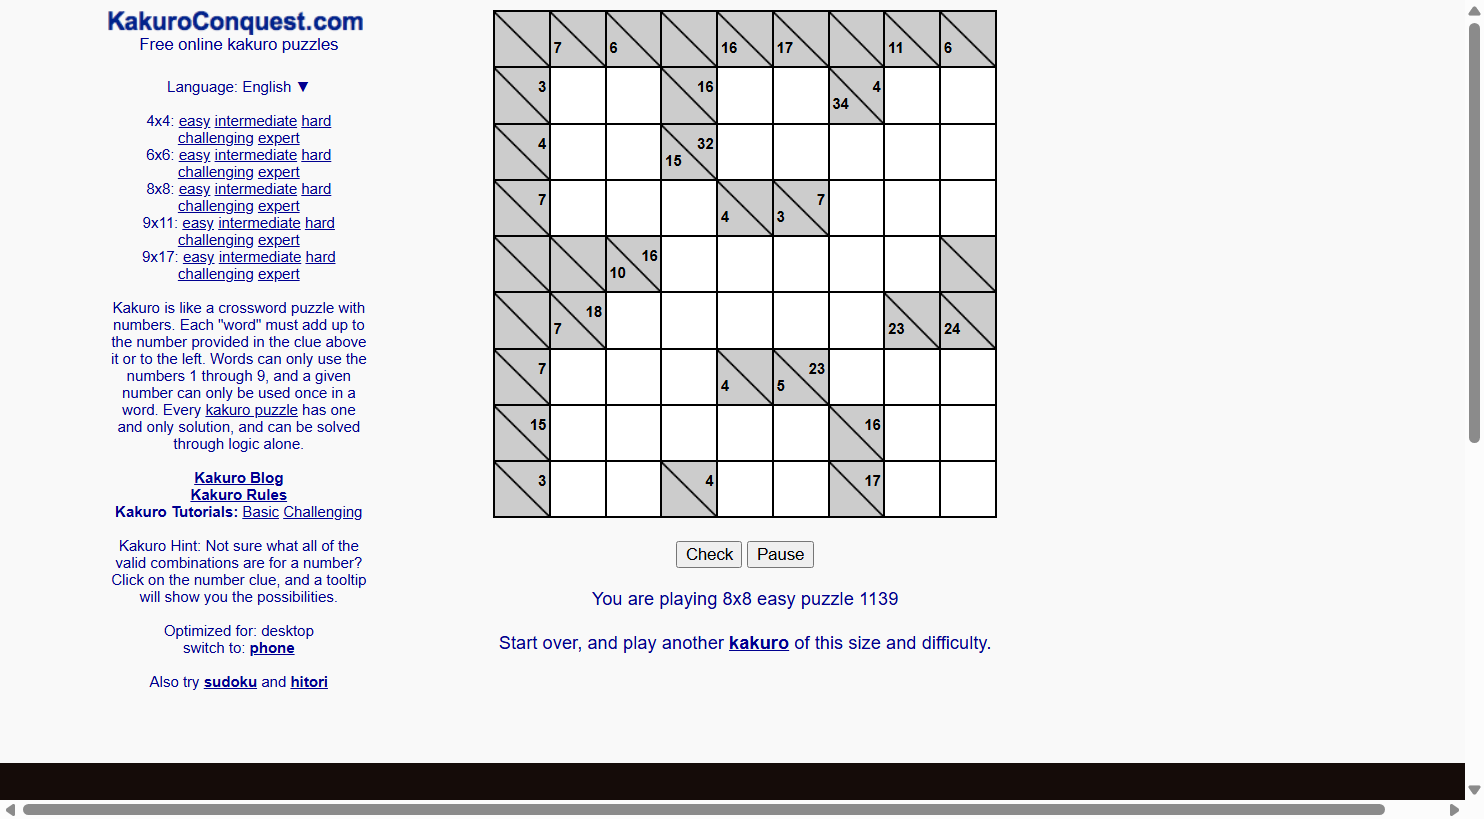 KakuroConquest.com
Free online kakuro puzzles
Language: English ▼
4x4: easy intermediate hard
challenging expert
6x6: easy intermediate hard
challenging expert
8x8: easy intermediate hard
challenging expert
9x11: easy intermediate hard
challenging expert
9x17: easy intermediate hard
challenging expert
Kakuro is like a crossword puzzle with
numbers. Each "word" must add up to
the number provided in the clue above
it or to the left. Words can only use the
numbers 1 through 9, and a given
number can only be used once in a
word. Every kakuro puzzle has one
and only solution, and can be solved
through logic alone.
Kakuro Blog
Kakuro Rules
Kakuro Tutorials: Basic Challenging
Kakuro Hint: Not sure what all of the
valid combinations are for a number?
Click on the number clue, and a tooltip
will show you the possibilities.
Optimized for: desktop
switch to: phone
Also try sudoku and hitori
7 6 16 17 11 6
3 16 34 4
4 15 32
7 4 3 7
10 16
7 18 23 24
7 4 5 23
15 16
3 4 17
Check Pause
You are playing 8x8 easy puzzle 1139
Start over, and play another kakuro of this size and difficulty.